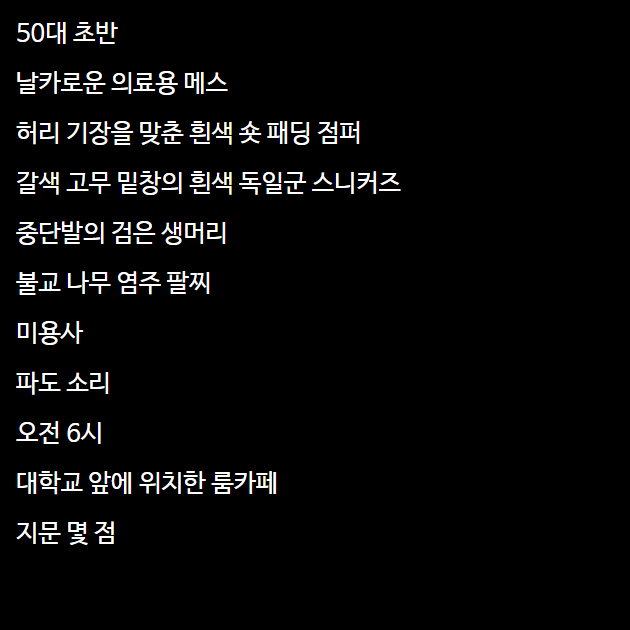 50대 초반
날카로운 의료용 메스
허리 기장을 맞춘 흰색 숏 패딩 점퍼
갈색 고무 밑창의 흰색 독일군 스니커즈
중단발의 검은 생머리
불교 나무 염주 팔찌
미용사
파도 소리
오전 6시
대학교 앞에 위치한 룸카페
지문 몇 점